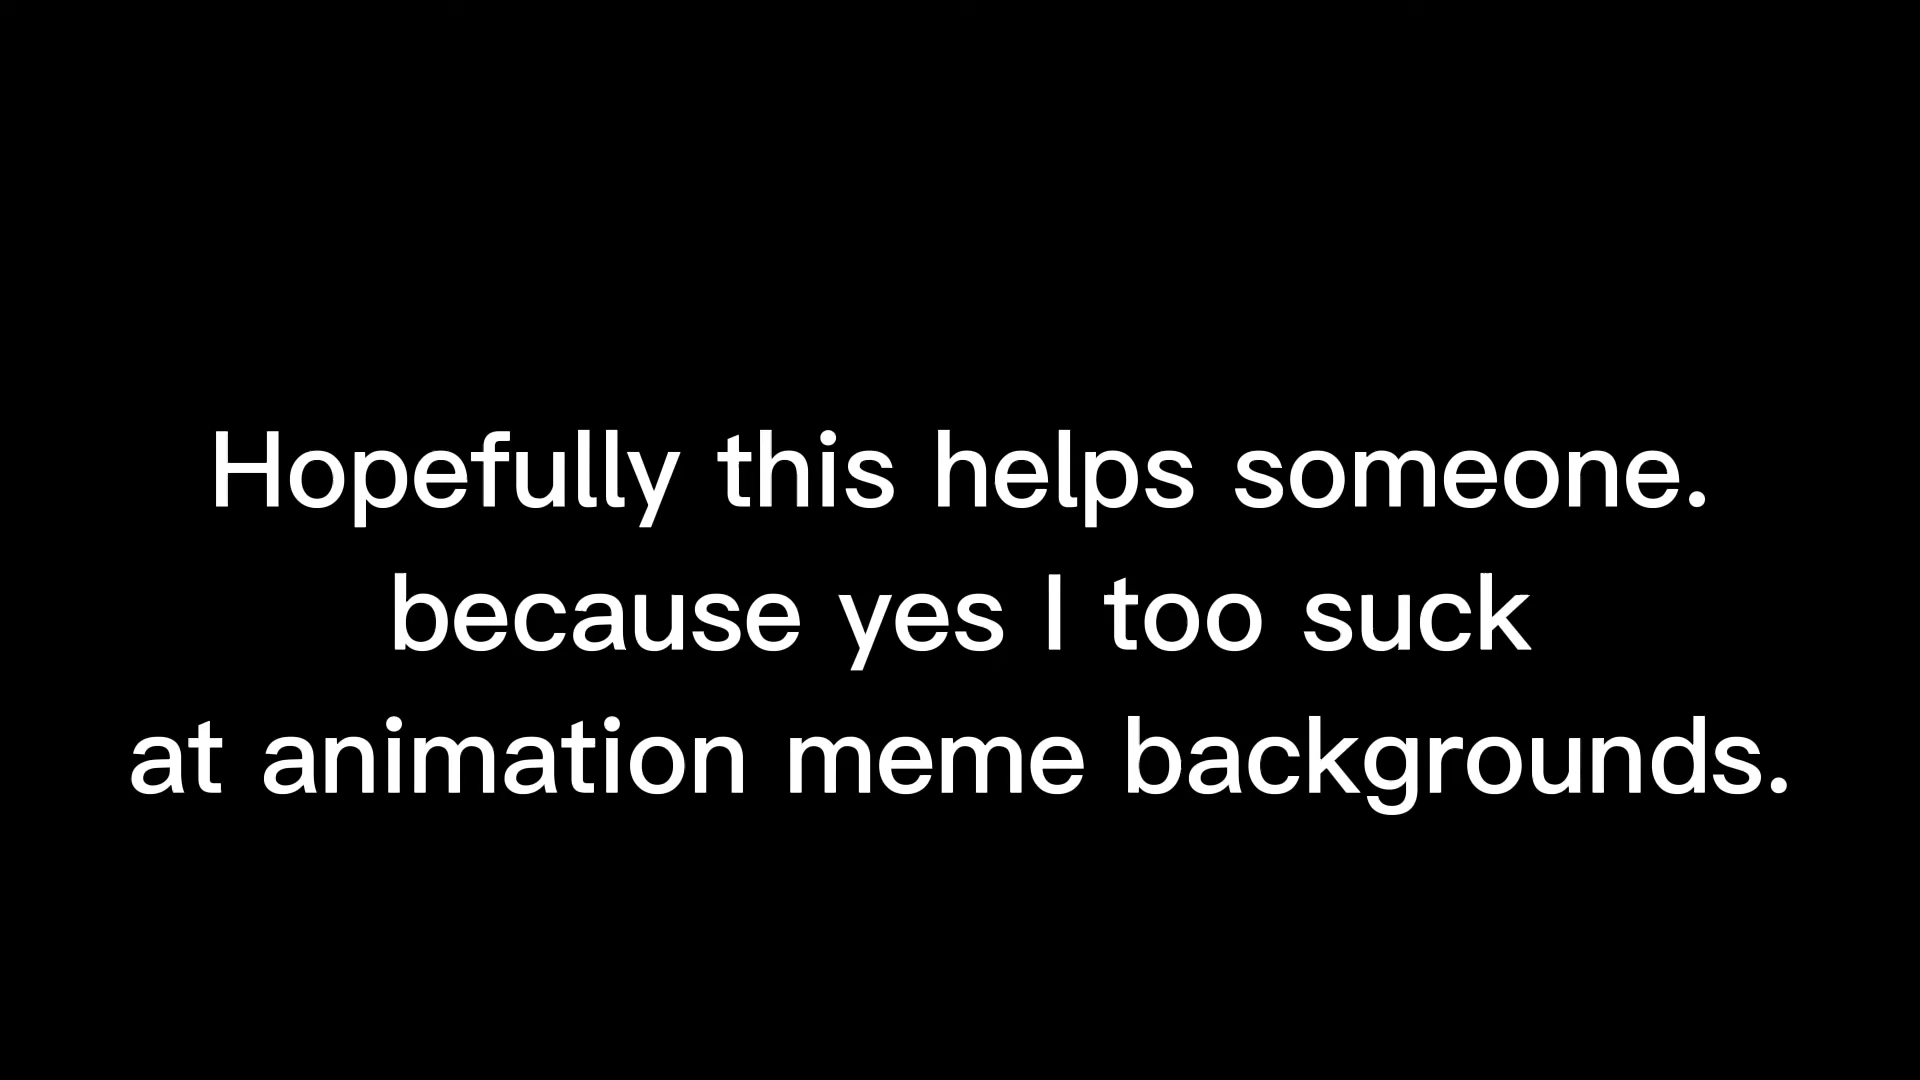 Hopefully this helps someone.
because yes I too suck
at animation meme backgrounds.